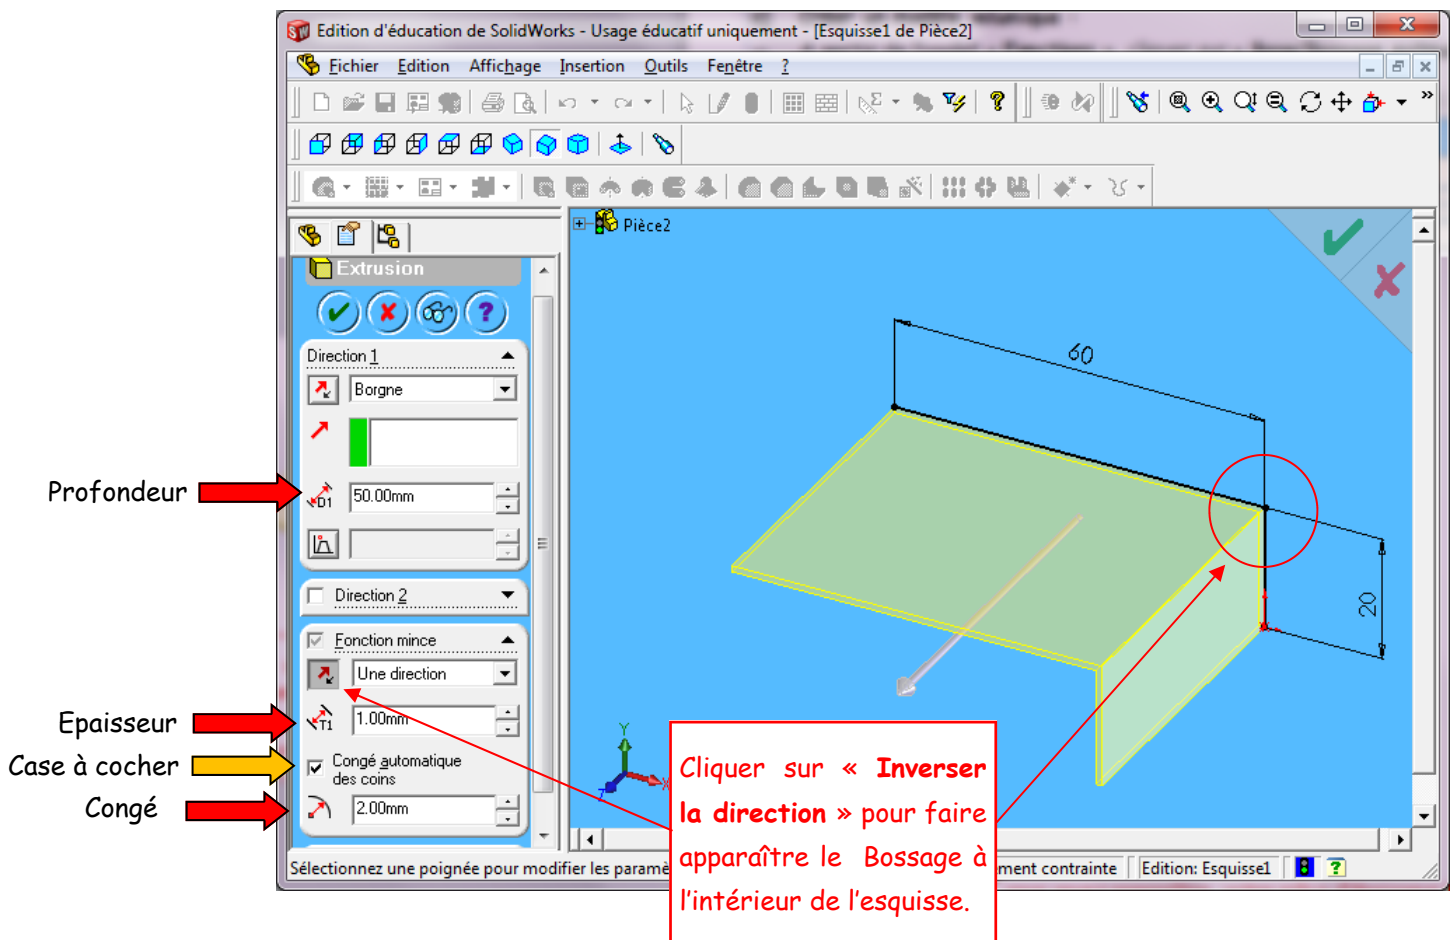 Edition d'éducation de SolidWorks - Usage éducatif uniquement - [Esquisse1 de Pièce2]
Fichier Edition Affichage Insertion Outils Fenêtre ?
Pièce2
Extrusion
Direction 1
Borgne
Profondeur
D1
50.00mm
Direction 2
Fonction mince
Une direction
Epaisseur
T1
1.00mm
Case à cocher
Congé automatique
des coins
Congé
2.00mm
60
20
Y
X
Z
Cliquer sur « Inverser
la direction » pour faire
apparaître le Bossage à
l'intérieur de l'esquisse.
Sélectionnez une poignée pour modifier les paramè
ment contrainte
Edition: Esquisse1